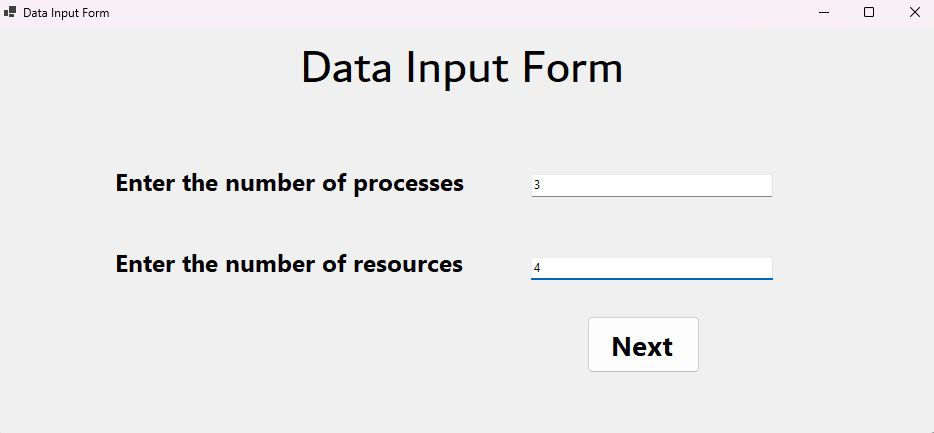 Data Input Form
Data Input Form
Enter the number of processes
3
Enter the number of resources
4
Next